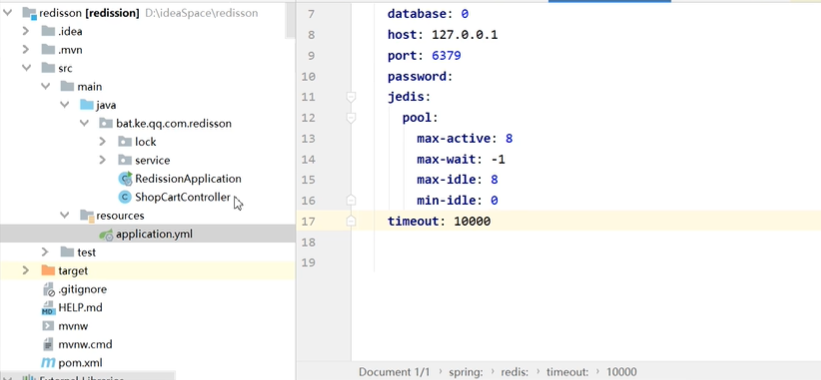 redisson [redission] D:\ideaSpace\redisson
.idea
.mvn
src
main
java
bat.ke.qq.com.redisson
lock
service
RedissionApplication
ShopCartController
resources
application.yml
test
target
.gitignore
HELP.md
mvnw
mvnw.cmd
pom.xml
External Libraries
7 database: 0
8 host: 127.0.0.1
9 port: 6379
10 password:
11 jedis:
12 pool:
13 max-active: 8
14 max-wait: -1
15 max-idle: 8
16 min-idle: 0
17 timeout: 10000
18
19
Document 1/1 › spring: › redis: › timeout: › 10000